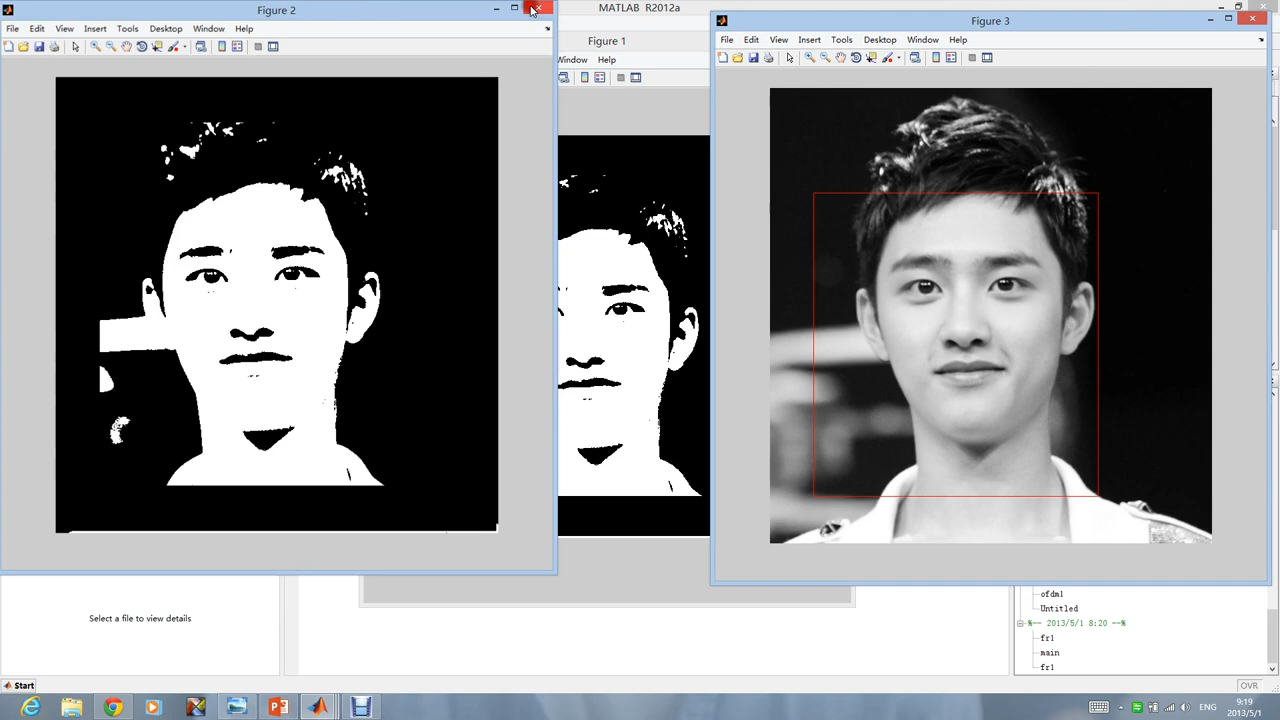 MATLAB R2012a
Figure 2
File Edit View Insert Tools Desktop Window Help
Figure 1
Window Help
Figure 3
File Edit View Insert Tools Desktop Window Help
Select a file to view details
ofdm1
Untitled
%-- 2013/5/1 8:20 --%
fr1
main
fr1
Start
OVR
ENG
9:19
2013/5/1